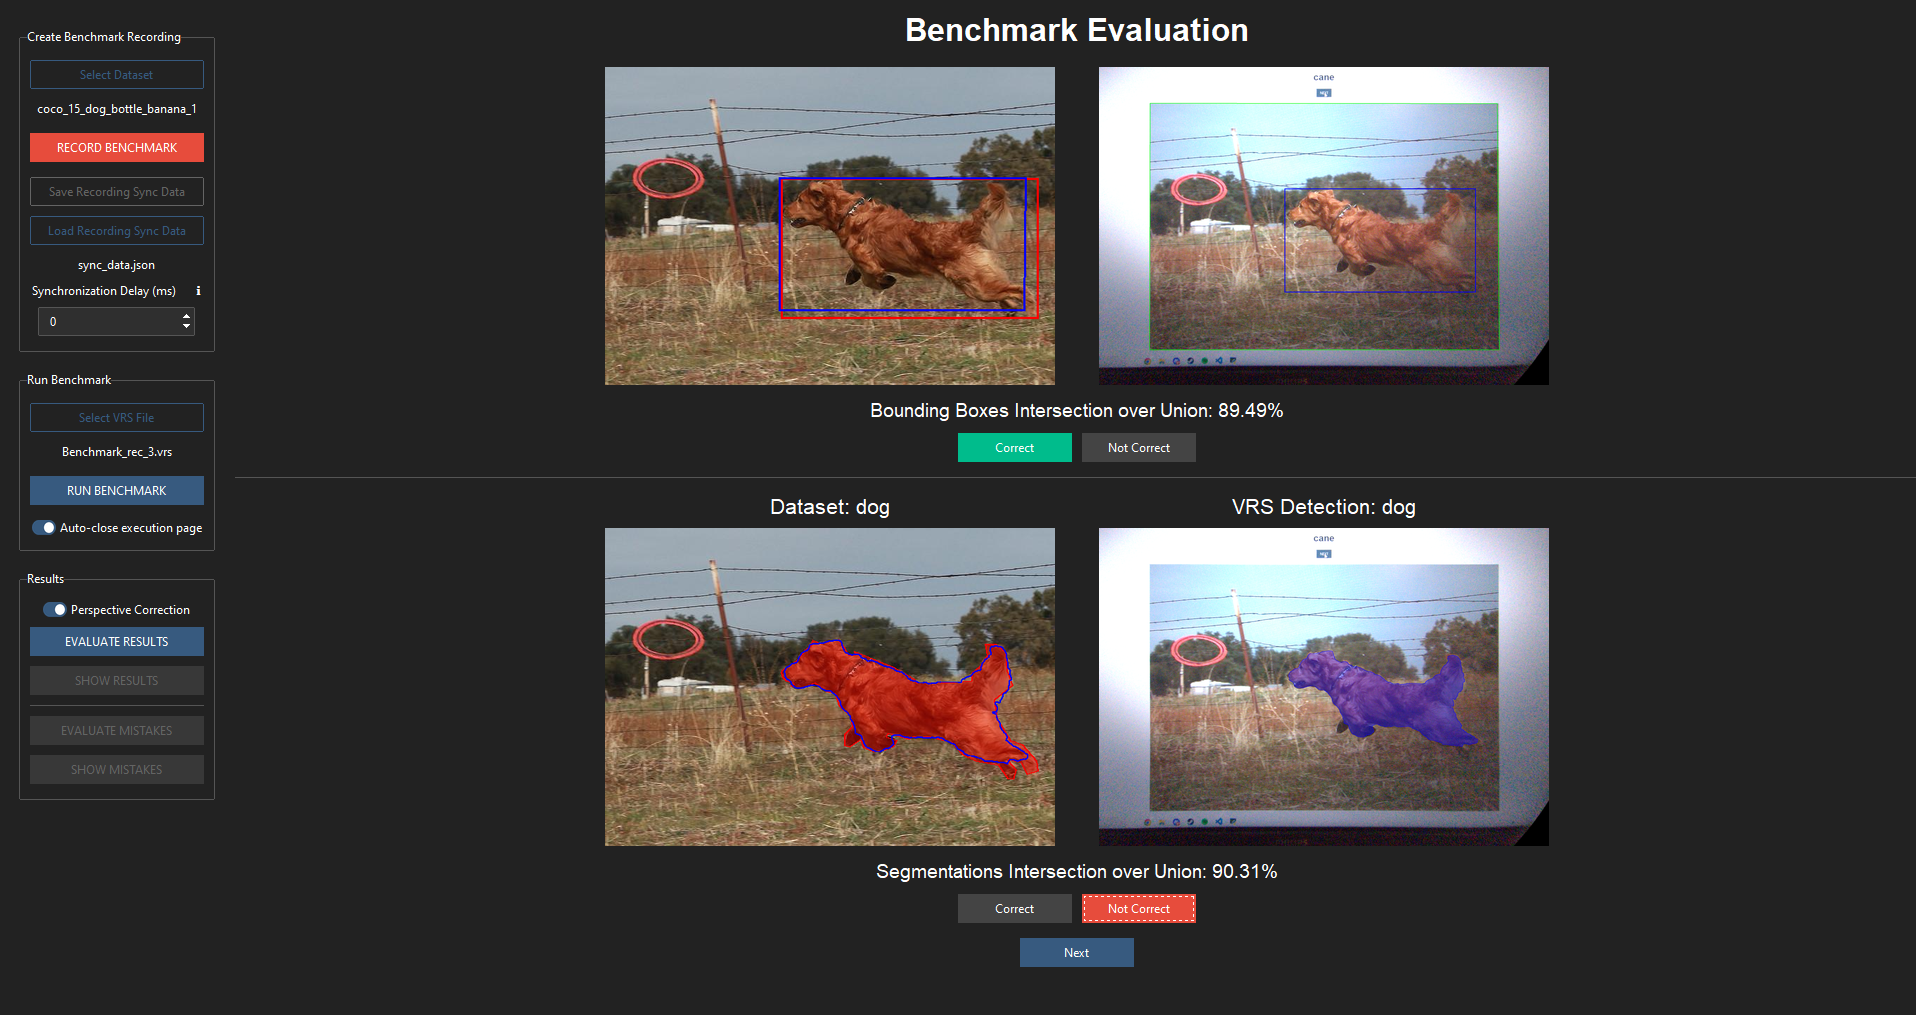 Create Benchmark Recording
Select Dataset
coco_15_dog_bottle_banana_1
RECORD BENCHMARK
Save Recording Sync Data
Load Recording Sync Data
sync_data.json
Synchronization Delay (ms)
0
Run Benchmark
Select VRS File
Benchmark_rec_3.vrs
RUN BENCHMARK
Auto-close execution page
Results
Perspective Correction
EVALUATE RESULTS
SHOW RESULTS
EVALUATE MISTAKES
SHOW MISTAKES
Benchmark Evaluation
cane
Bounding Boxes Intersection over Union: 89.49%
Correct
Not Correct
Dataset: dog
VRS Detection: dog
cane
Segmentations Intersection over Union: 90.31%
Correct
Not Correct
Next